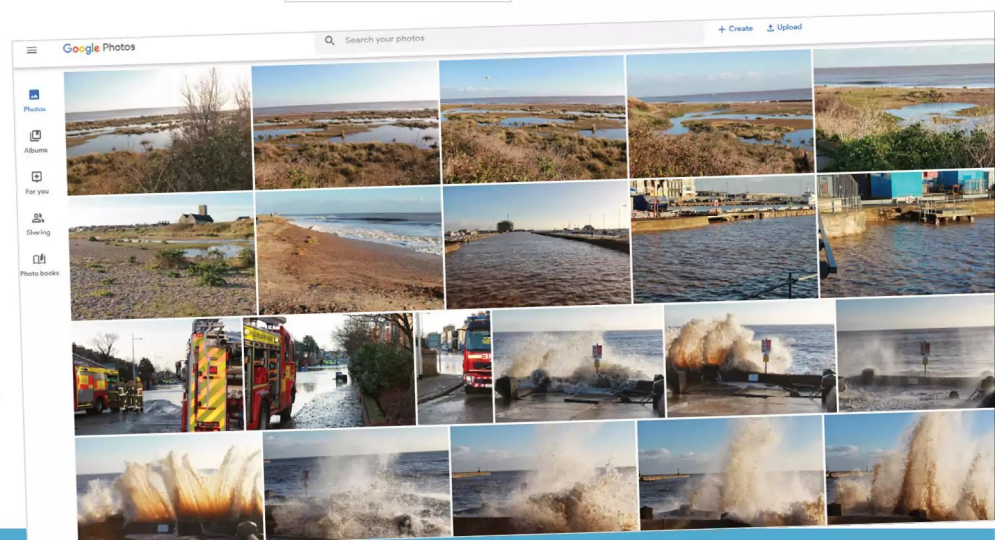 Google Photos
Search your photos
+ Create
Upload
Photos
Albums
For you
Sharing
Photo books